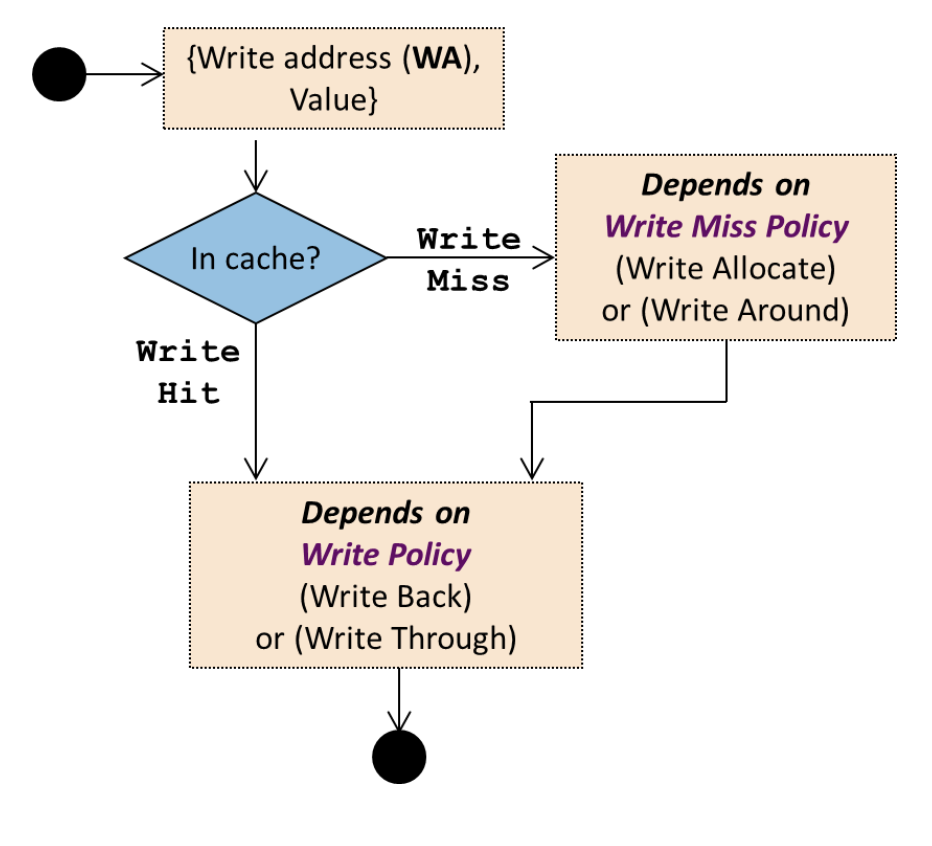 {Write address (WA),
Value}
In cache?
Write
Miss
Depends on
Write Miss Policy
(Write Allocate)
or (Write Around)
Write
Hit
Depends on
Write Policy
(Write Back)
or (Write Through)